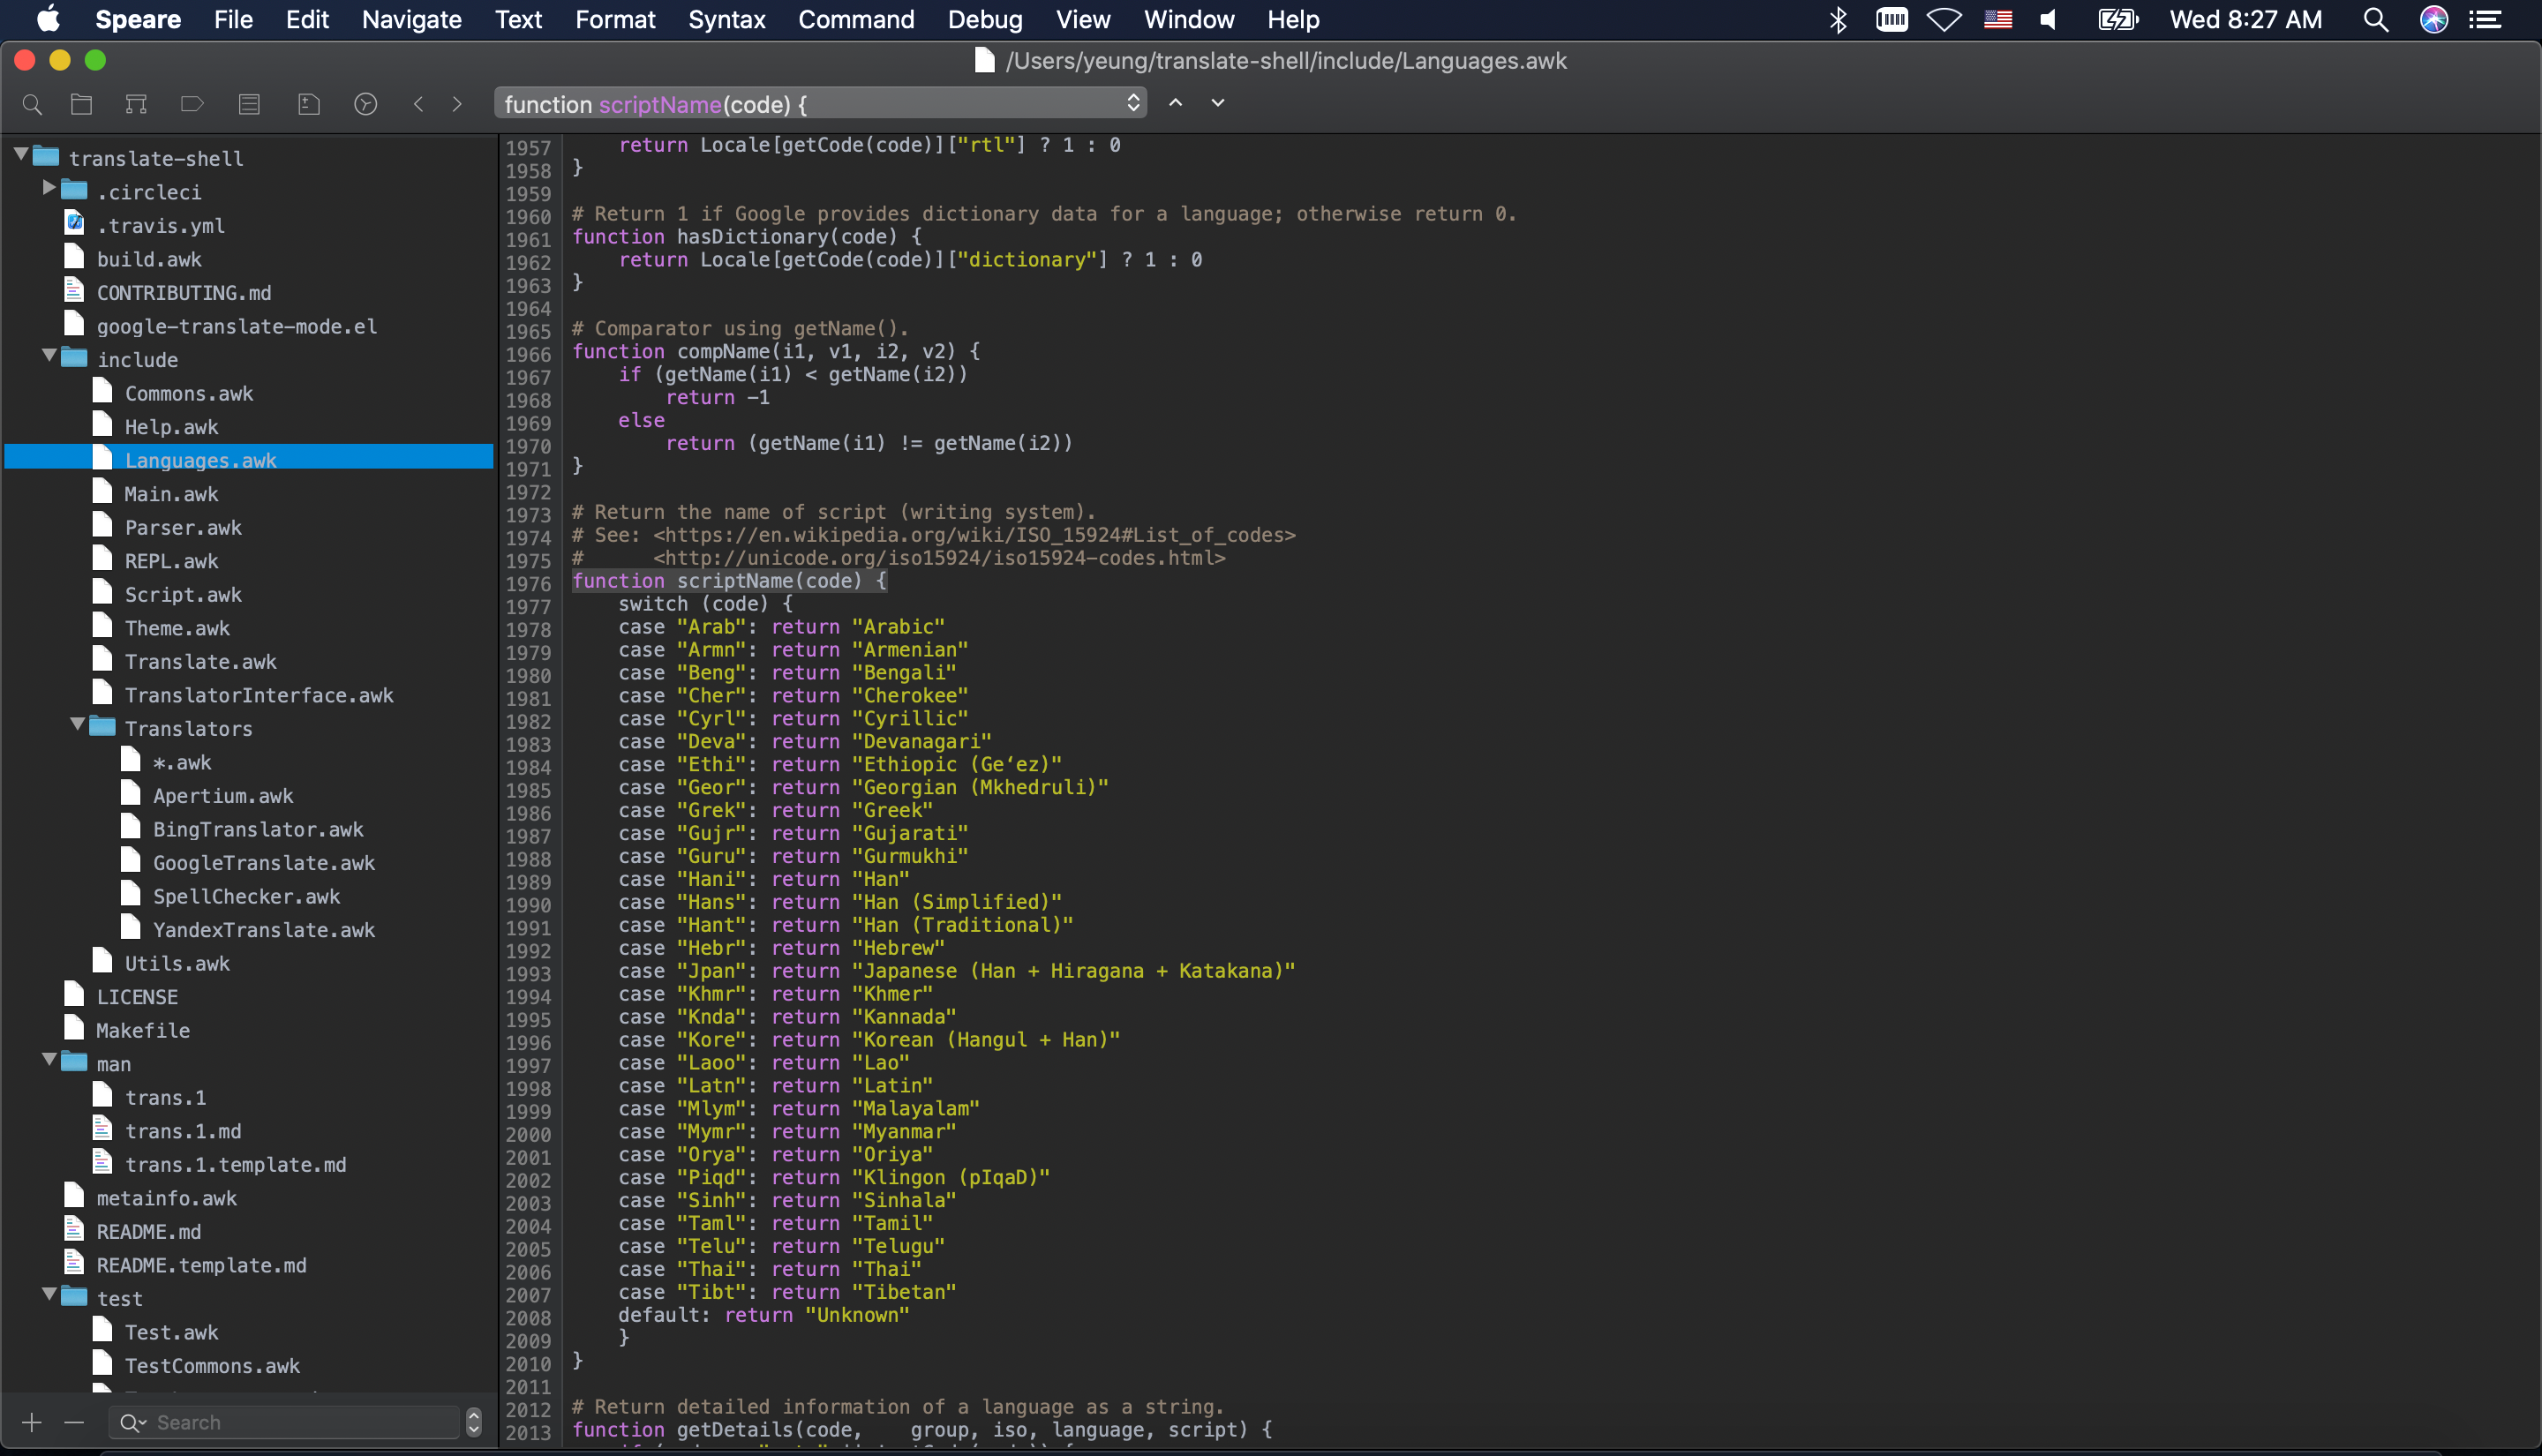 Speare File Edit Navigate Text Format Syntax Command Debug View Window Help Wed 8:27 AM
/Users/yeung/translate-shell/include/Languages.awk
function scriptName(code) {
translate-shell
.circleci
.travis.yml
build.awk
CONTRIBUTING.md
google-translate-mode.el
include
Commons.awk
Help.awk
Languages.awk
Main.awk
Parser.awk
REPL.awk
Script.awk
Theme.awk
Translate.awk
TranslatorInterface.awk
Translators
*.awk
Apertium.awk
BingTranslator.awk
GoogleTranslate.awk
SpellChecker.awk
YandexTranslate.awk
Utils.awk
LICENSE
Makefile
man
trans.1
trans.1.md
trans.1.template.md
metainfo.awk
README.md
README.template.md
test
Test.awk
TestCommons.awk
Search
1957     return Locale[getCode(code)]["rtl"] ? 1 : 0
1958 }
1959
1960 # Return 1 if Google provides dictionary data for a language; otherwise return 0.
1961 function hasDictionary(code) {
1962     return Locale[getCode(code)]["dictionary"] ? 1 : 0
1963 }
1964
1965 # Comparator using getName().
1966 function compName(i1, v1, i2, v2) {
1967     if (getName(i1) < getName(i2))
1968         return -1
1969     else
1970         return (getName(i1) != getName(i2))
1971 }
1972
1973 # Return the name of script (writing system).
1974 # See: <https://en.wikipedia.org/wiki/ISO_15924#List_of_codes>
1975 #      <http://unicode.org/iso15924/iso15924-codes.html>
1976 function scriptName(code) {
1977     switch (code) {
1978     case "Arab": return "Arabic"
1979     case "Armn": return "Armenian"
1980     case "Beng": return "Bengali"
1981     case "Cher": return "Cherokee"
1982     case "Cyrl": return "Cyrillic"
1983     case "Deva": return "Devanagari"
1984     case "Ethi": return "Ethiopic (Geʻez)"
1985     case "Geor": return "Georgian (Mkhedruli)"
1986     case "Grek": return "Greek"
1987     case "Gujr": return "Gujarati"
1988     case "Guru": return "Gurmukhi"
1989     case "Hani": return "Han"
1990     case "Hans": return "Han (Simplified)"
1991     case "Hant": return "Han (Traditional)"
1992     case "Hebr": return "Hebrew"
1993     case "Jpan": return "Japanese (Han + Hiragana + Katakana)"
1994     case "Khmr": return "Khmer"
1995     case "Knda": return "Kannada"
1996     case "Kore": return "Korean (Hangul + Han)"
1997     case "Laoo": return "Lao"
1998     case "Latn": return "Latin"
1999     case "Mlym": return "Malayalam"
2000     case "Mymr": return "Myanmar"
2001     case "Orya": return "Oriya"
2002     case "Piqd": return "Klingon (pIqaD)"
2003     case "Sinh": return "Sinhala"
2004     case "Taml": return "Tamil"
2005     case "Telu": return "Telugu"
2006     case "Thai": return "Thai"
2007     case "Tibt": return "Tibetan"
2008     default: return "Unknown"
2009     }
2010 }
2011
2012 # Return detailed information of a language as a string.
2013 function getDetails(code,    group, iso, language, script) {